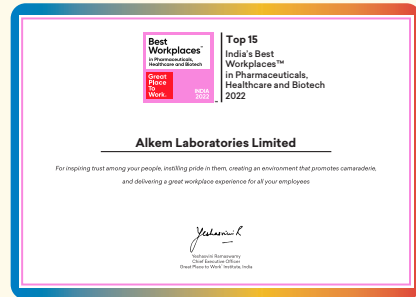 Best
Workplaces™
in Pharmaceuticals,
Healthcare and Biotech
Great
Place
To
Work.
INDIA
2022
Top 15
India's Best
Workplaces™
in Pharmaceuticals,
Healthcare and Biotech
2022
Alkem Laboratories Limited
For inspiring trust among your people, instilling pride in them, creating an environment that promotes camaraderie,
and delivering a great workplace experience for all your employees
Yeshasvini R
Yeshasvini Ramaswamy
Chief Executive Officer
Great Place to Work® Institute, India